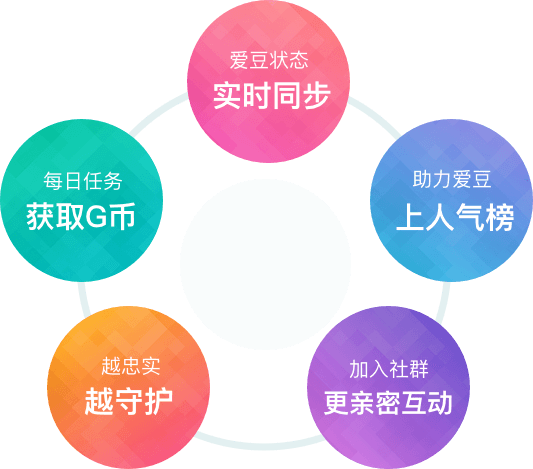 爱豆状态
实时同步
助力爱豆
上人气榜
每日任务
获取G币
越忠实
越守护
加入社群
更亲密互动